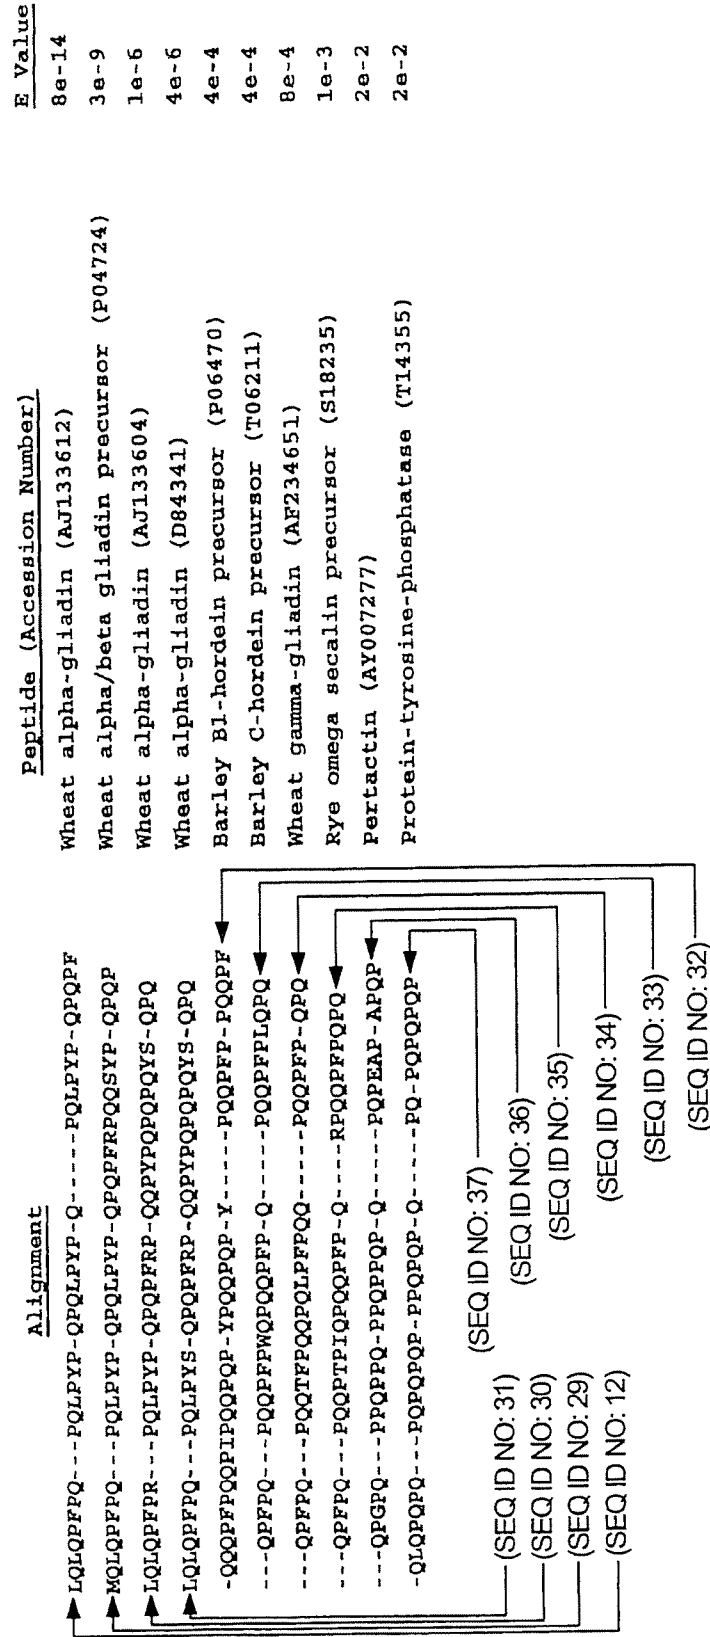 Alignment Peptide (Accession Number) E Value
LQLQPFPQ---PQLPYP-QPQLPYP-Q-----PQLPYP-QPQPF Wheat alpha-gliadin (AJ133612) 8e-14
MQLQPFPQ---PQLPYP-QPQLPYP-QPQPFRPQQSYP-QPQP Wheat alpha/beta gliadin precursor (P04724) 3e-9
LQLQPFPR---PQLPYP-QPQPFRP-QQPYPQPQPQYS-QPQ Wheat alpha-gliadin (AJ133604) 1e-6
LQLQPFPQ---PQLPYS-QPQPFRP-QQPYPQPQPQYS-QPQ Wheat alpha-gliadin (D84341) 4e-6
-QQQPFPQQPIPQQPQP-YPQQPQP-Y-----PQQPFP-PQQPF Barley B1-hordein precursor (P06470) 4e-4
---QPFPQ---PQQPFPWQPQQPFP-Q-----PQQPFPLQPQ Barley C-hordein precursor (T06211) 4e-4
---QPFPQ---PQQTFPQQPQLPFPQQ-----PQQPFP-QPQ Wheat gamma-gliadin (AF234651) 8e-4
---QPFPQ---PQQPTPIQPQQPFP-Q----RPQQPFPQPQ Rye omega secalin precursor (S18235) 1e-3
---QPGPQ---PPQPPQ-PPQPPQP-Q-----PQPEAP-APQP Pertactin (AY007277) 2e-2
-QLQPQPQ---PQPQPQP-PPQPQP-Q-----PQ-PQPQPQP Protein-tyrosine-phosphatase (T14355) 2e-2
(SEQ ID NO: 31)
(SEQ ID NO: 30)
(SEQ ID NO: 29)
(SEQ ID NO: 12)
(SEQ ID NO: 37)
(SEQ ID NO: 36)
(SEQ ID NO: 35)
(SEQ ID NO: 34)
(SEQ ID NO: 33)
(SEQ ID NO: 32)